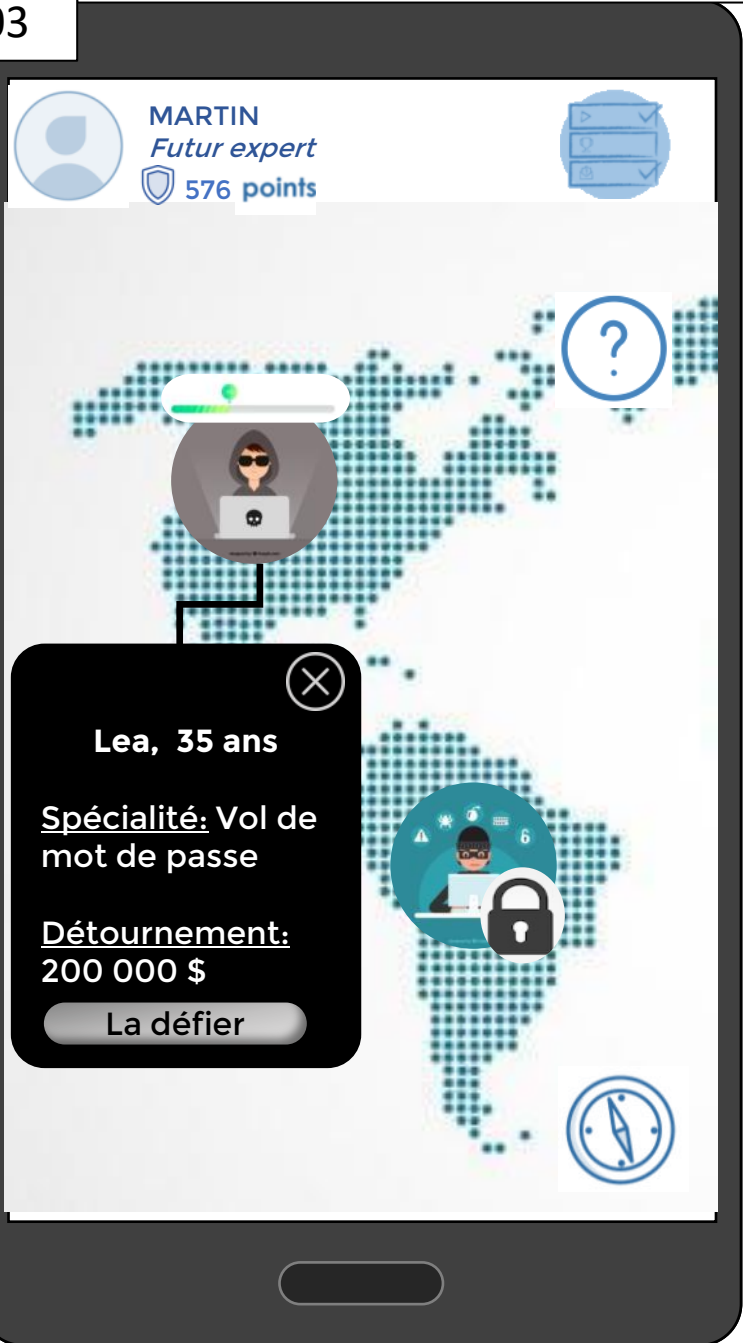 03
MARTIN
Futur expert
576 points
?
Lea, 35 ans
Spécialité: Vol de
mot de passe
Détournement:
200 000 $
La défier